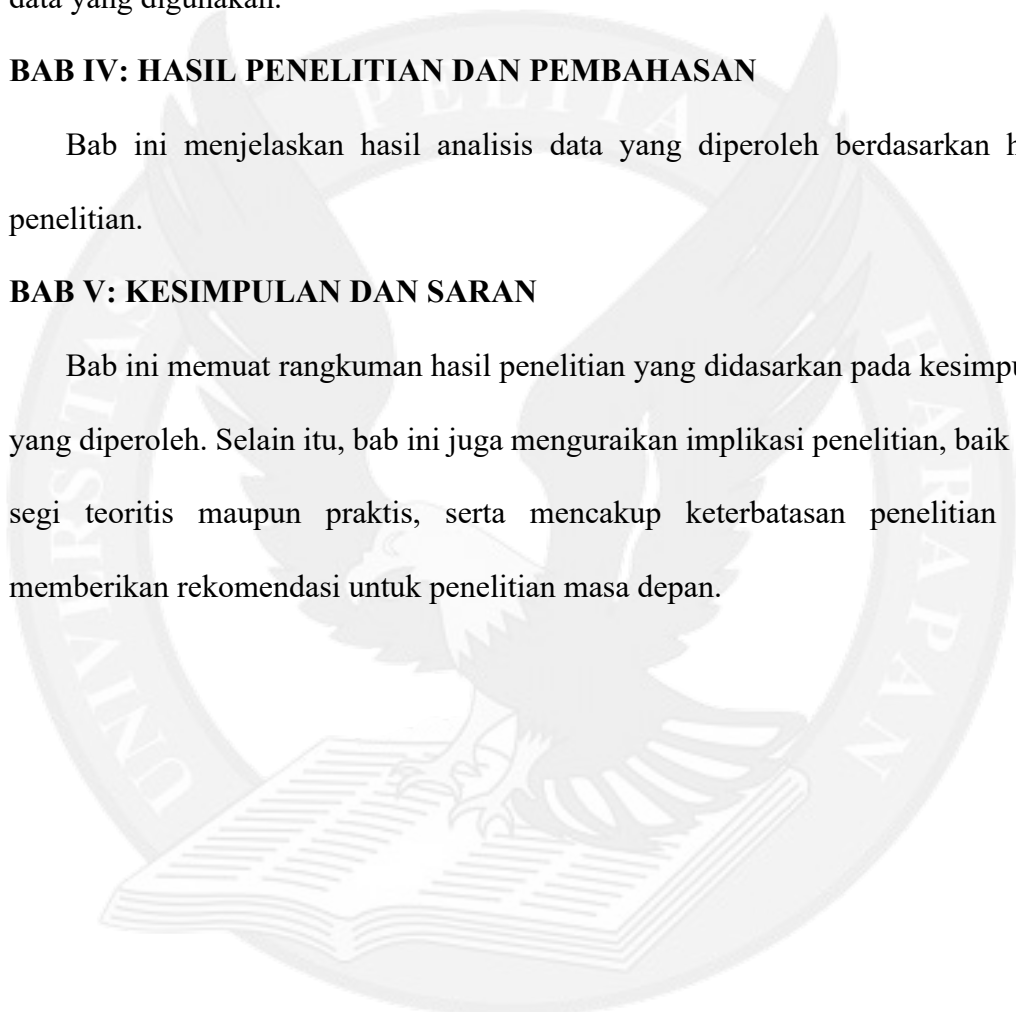 data yang digunakan.
BAB IV: HASIL PENELITIAN DAN PEMBAHASAN
Bab ini menjelaskan hasil analisis data yang diperoleh berdasarkan
penelitian.
BAB V: KESIMPULAN DAN SARAN
Bab ini memuat rangkuman hasil penelitian yang didasarkan pada
yang diperoleh. Selain itu, bab ini juga menguraikan implikasi penelitian, baik
segi teoritis maupun praktis, serta mencakup keterbatasan penelitian
memberikan rekomendasi untuk penelitian masa depan.
UNIVERSITAS PELITA HARAPAN